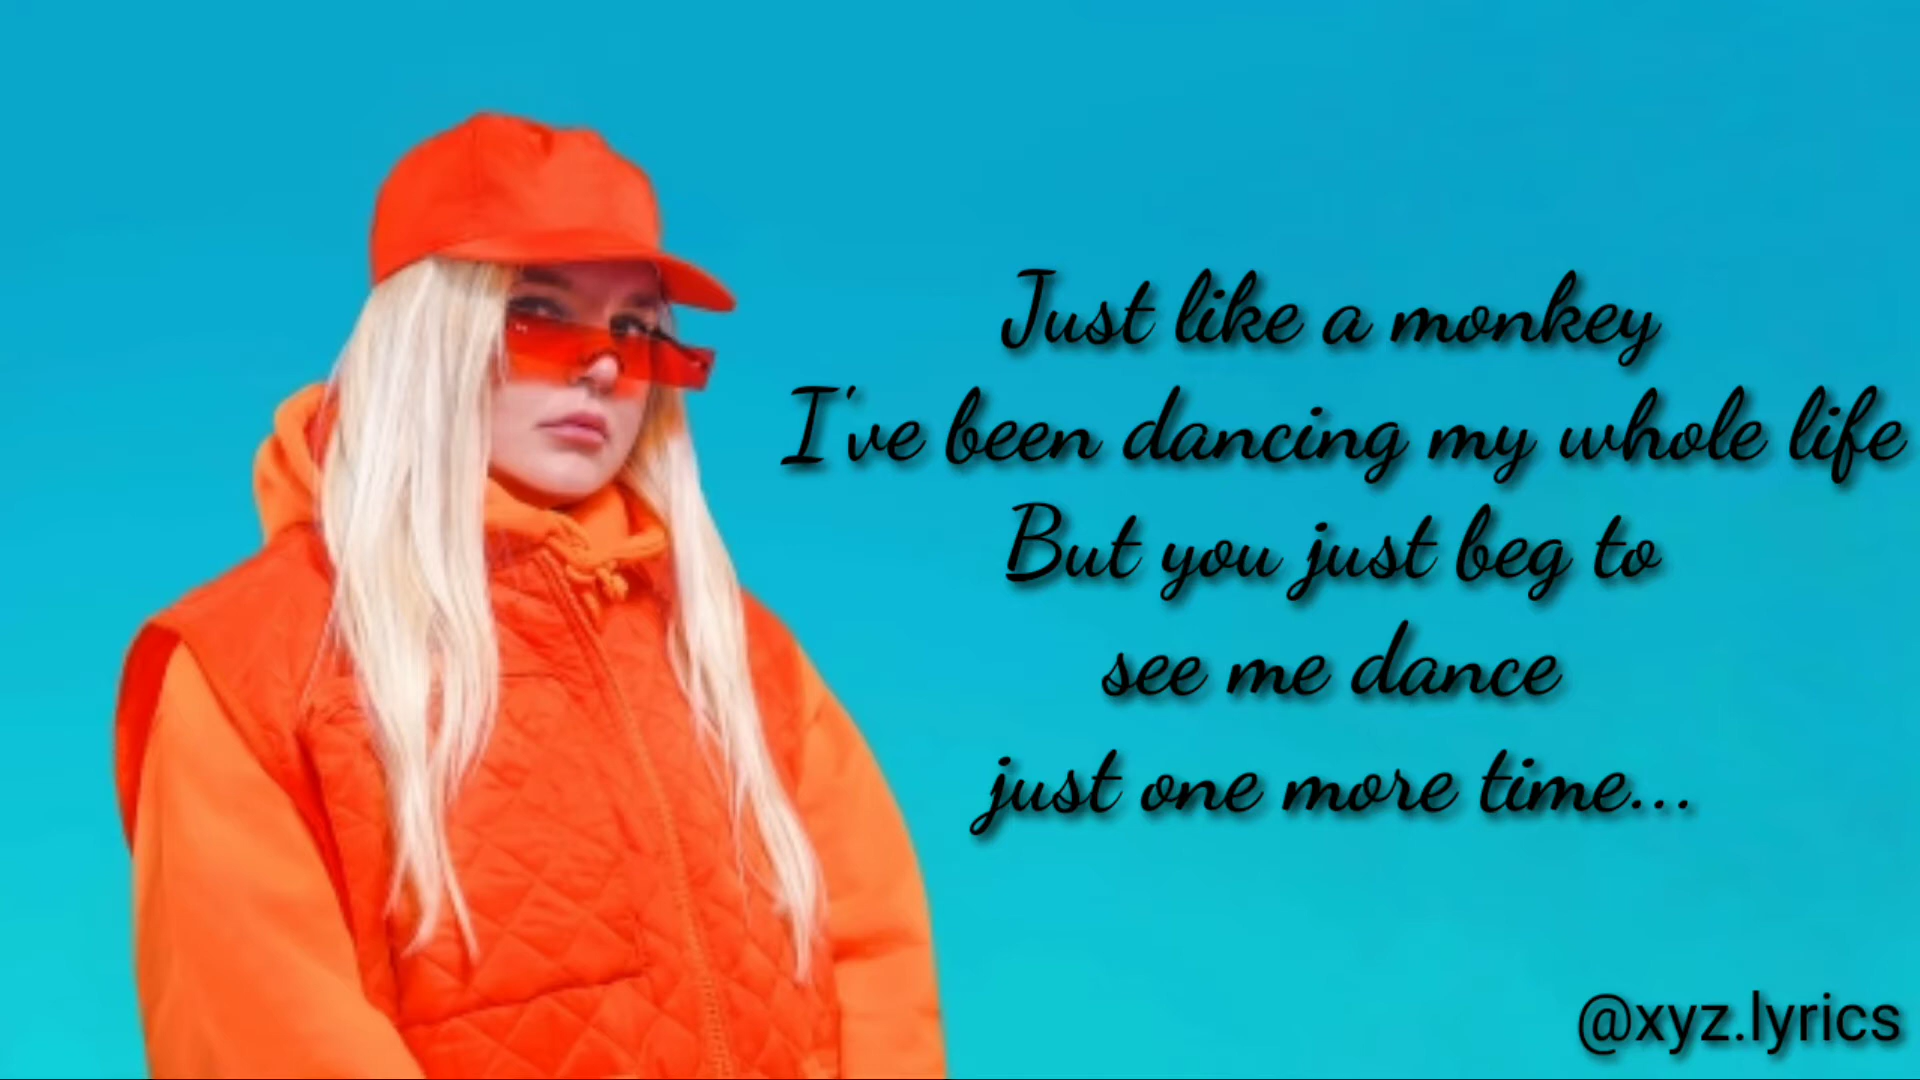 Just like a monkey
I've been dancing my whole life
But you just beg to
see me dance
just one more time...
@xyz.lyrics